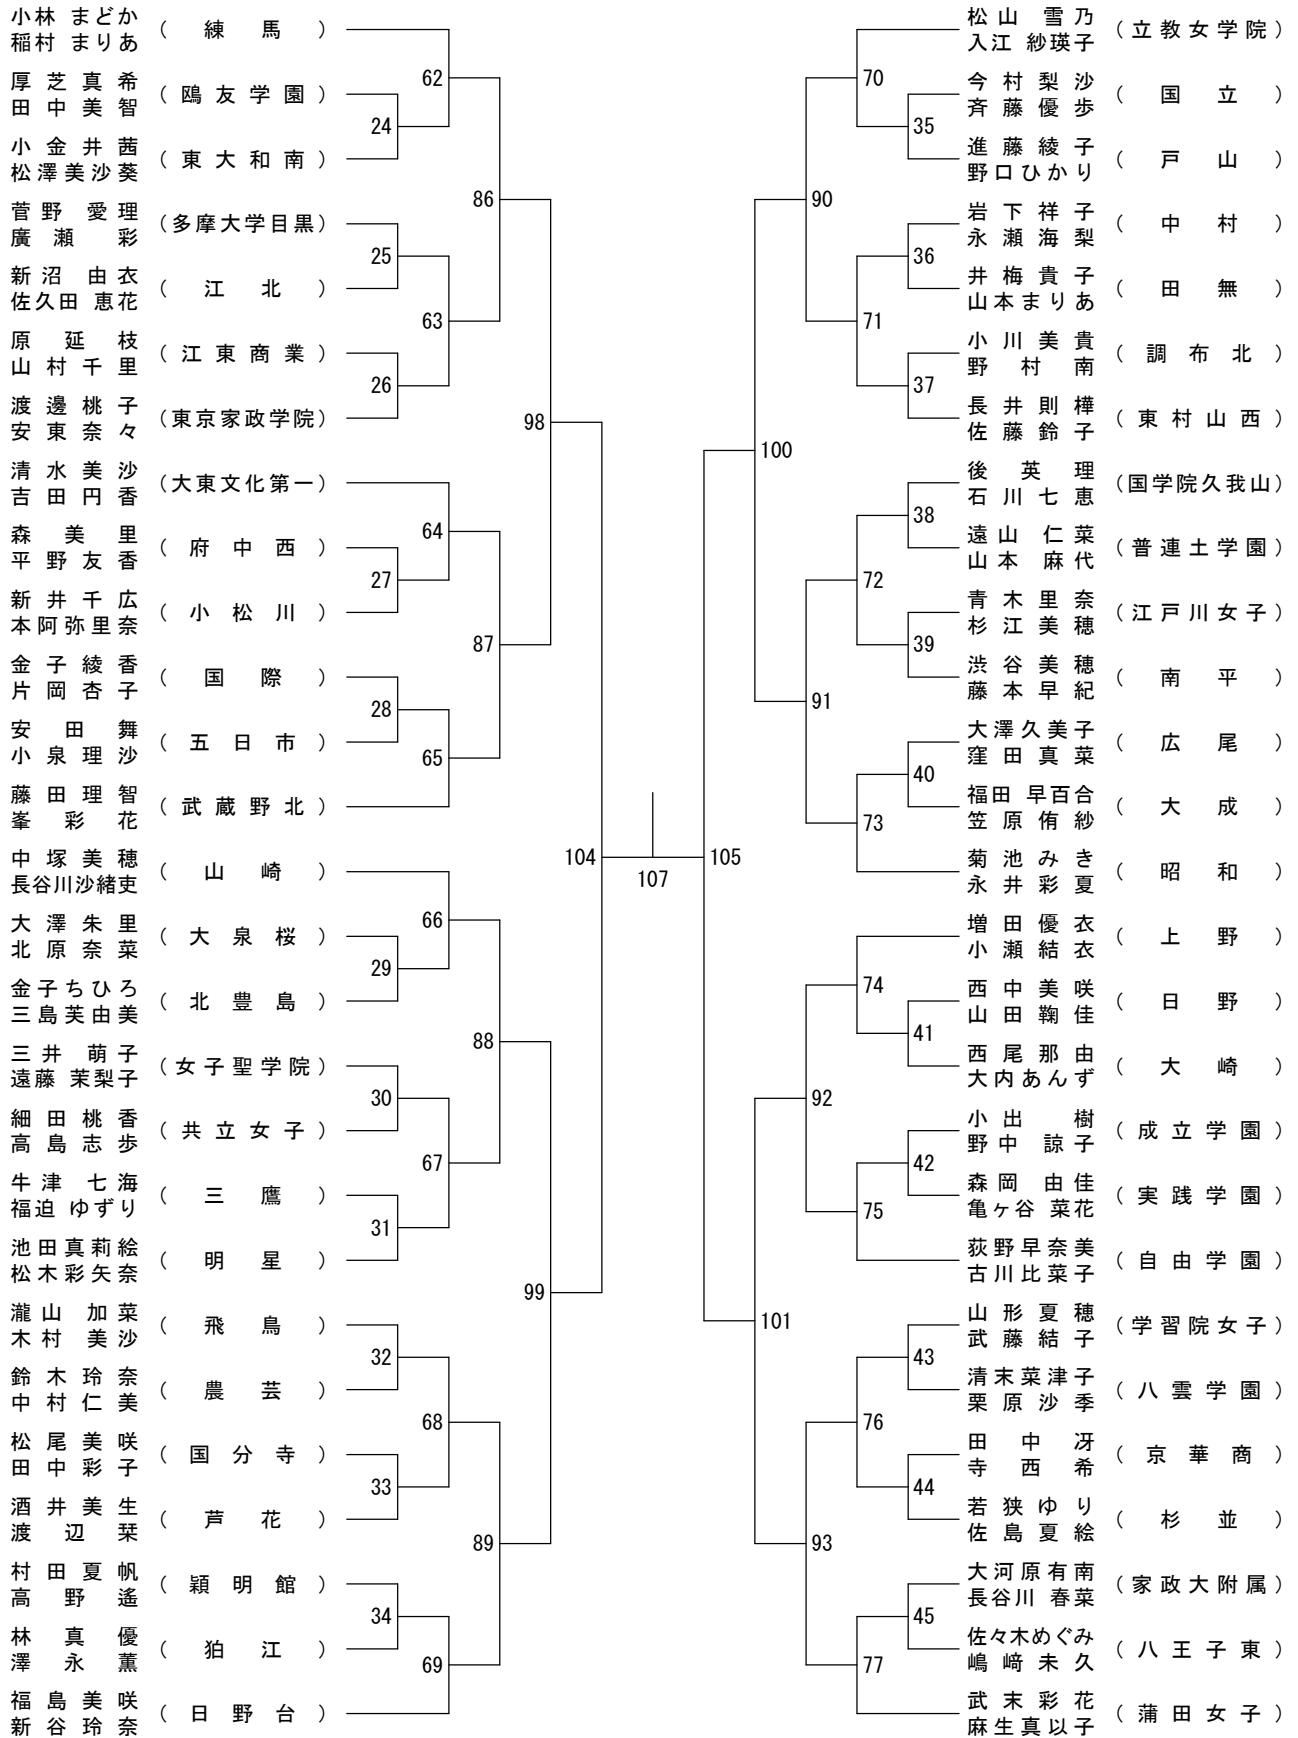 小林 まどか
稲村 まりあ
（練馬）
厚芝真希
田中美智
（鴎友学園）
小金井茜
松澤美沙葵
（東大和南）
菅野愛理
廣瀬彩
（多摩大学目黒）
新沼由衣
佐久田 恵花
（江北）
原延枝
山村千里
（江東商業）
渡邊桃子
安東奈々
（東京家政学院）
清水美沙
吉田円香
（大東文化第一）
森美里
平野友香
（府中西）
新井千広
本阿弥里奈
（小松川）
金子綾香
片岡杏子
（国際）
安田舞
小泉理沙
（五日市）
藤田理智
峯彩花
（武蔵野北）
中塚美穂
長谷川沙緒吏
（山崎）
大澤朱里
北原奈菜
（大泉桜）
金子ちひろ
三島芙由美
（北豊島）
三井萌子
遠藤 茉梨子
（女子聖学院）
細田桃香
高島志歩
（共立女子）
牛津七海
福迫 ゆずり
（三鷹）
池田真莉絵
松木彩矢奈
（明星）
瀧山加菜
木村美沙
（飛鳥）
鈴木玲奈
中村仁美
（農芸）
松尾美咲
田中彩子
（国分寺）
酒井美生
渡辺栞
（芦花）
村田夏帆
高野遙
（穎明館）
林真優
澤永薫
（狛江）
福島美咲
新谷玲奈
（日野台）
24
25
26
27
28
29
30
31
32
33
34
62
63
64
65
66
67
68
69
86
87
88
89
98
99
104
107
105
100
101
90
91
92
93
70
71
72
73
74
75
76
77
35
36
37
38
39
40
41
42
43
44
45
松山雪乃
入江 紗瑛子
（立教女学院）
今村梨沙
斉藤優歩
（国立）
進藤綾子
野口ひかり
（戸山）
岩下祥子
永瀬海梨
（中村）
井梅貴子
山本まりあ
（田無）
小川美貴
野村南
（調布北）
長井則樺
佐藤鈴子
（東村山西）
後英理
石川七恵
（国学院久我山）
遠山仁菜
山本麻代
（普連土学園）
青木里奈
杉江美穂
（江戸川女子）
渋谷美穂
藤本早紀
（南平）
大澤久美子
窪田真菜
（広尾）
福田 早百合
笠原侑紗
（大成）
菊池みき
永井彩夏
（昭和）
増田優衣
小瀬結衣
（上野）
西中美咲
山田鞠佳
（日野）
西尾那由
大内あんず
（大崎）
小出樹
野中諒子
（成立学園）
森岡由佳
亀ヶ谷 菜花
（実践学園）
荻野早奈美
古川比菜子
（自由学園）
山形夏穂
武藤結子
（学習院女子）
清末菜津子
栗原沙季
（八雲学園）
田中冴
寺西希
（京華商）
若狭ゆり
佐島夏絵
（杉並）
大河原有南
長谷川 春菜
（家政大附属）
佐々木めぐみ
嶋﨑未久
（八王子東）
武末彩花
麻生真以子
（蒲田女子）